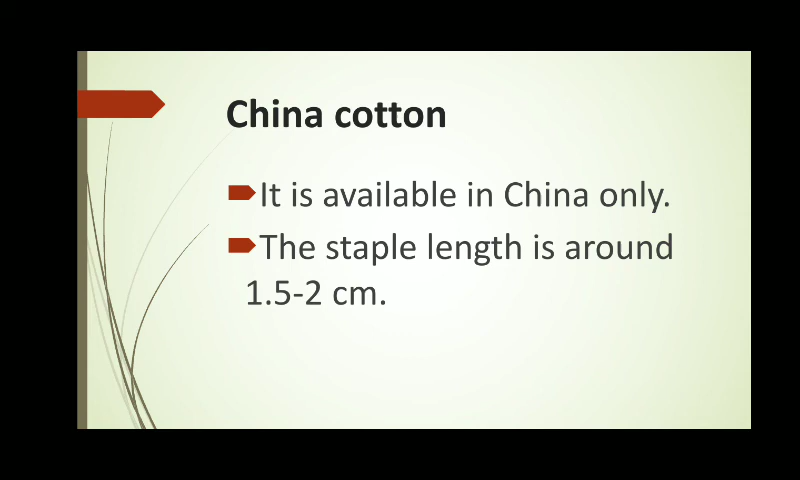 China cotton
It is available in China only.
The staple length is around
1.5-2 cm.